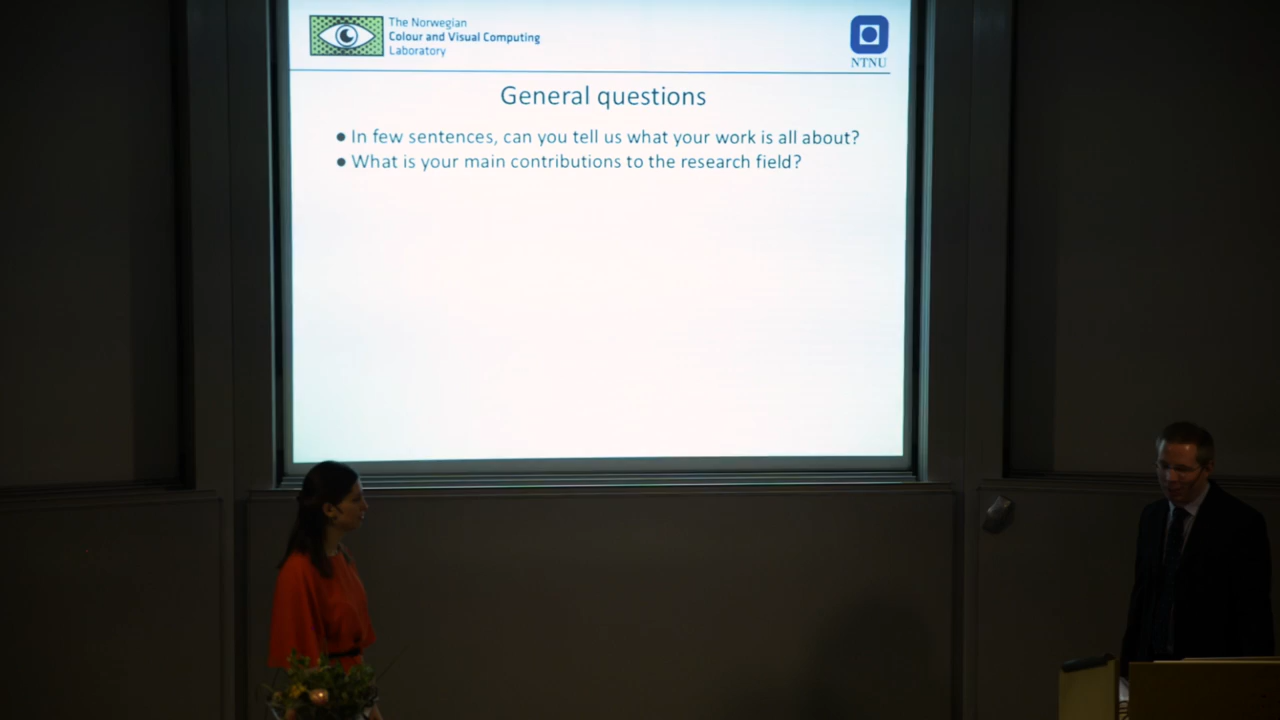 The Norwegian
Colour and Visual Computing
Laboratory
NTNU
General questions
● In few sentences, can you tell us what your work is all about?
● What is your main contributions to the research field?